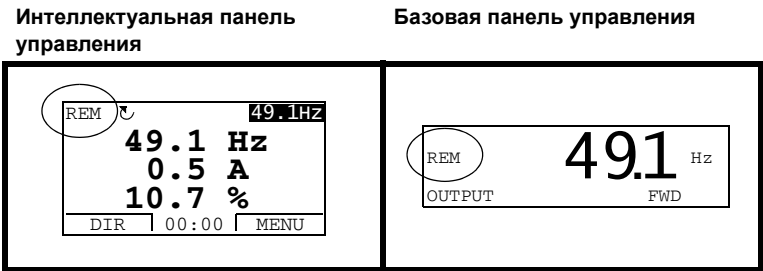 Интеллектуальная панель
управления
Базовая панель управления
REM ↻ 49.1Hz
49.1 Hz
0.5 A
10.7 %
DIR 00:00 MENU
REM 49.1 Hz
OUTPUT FWD